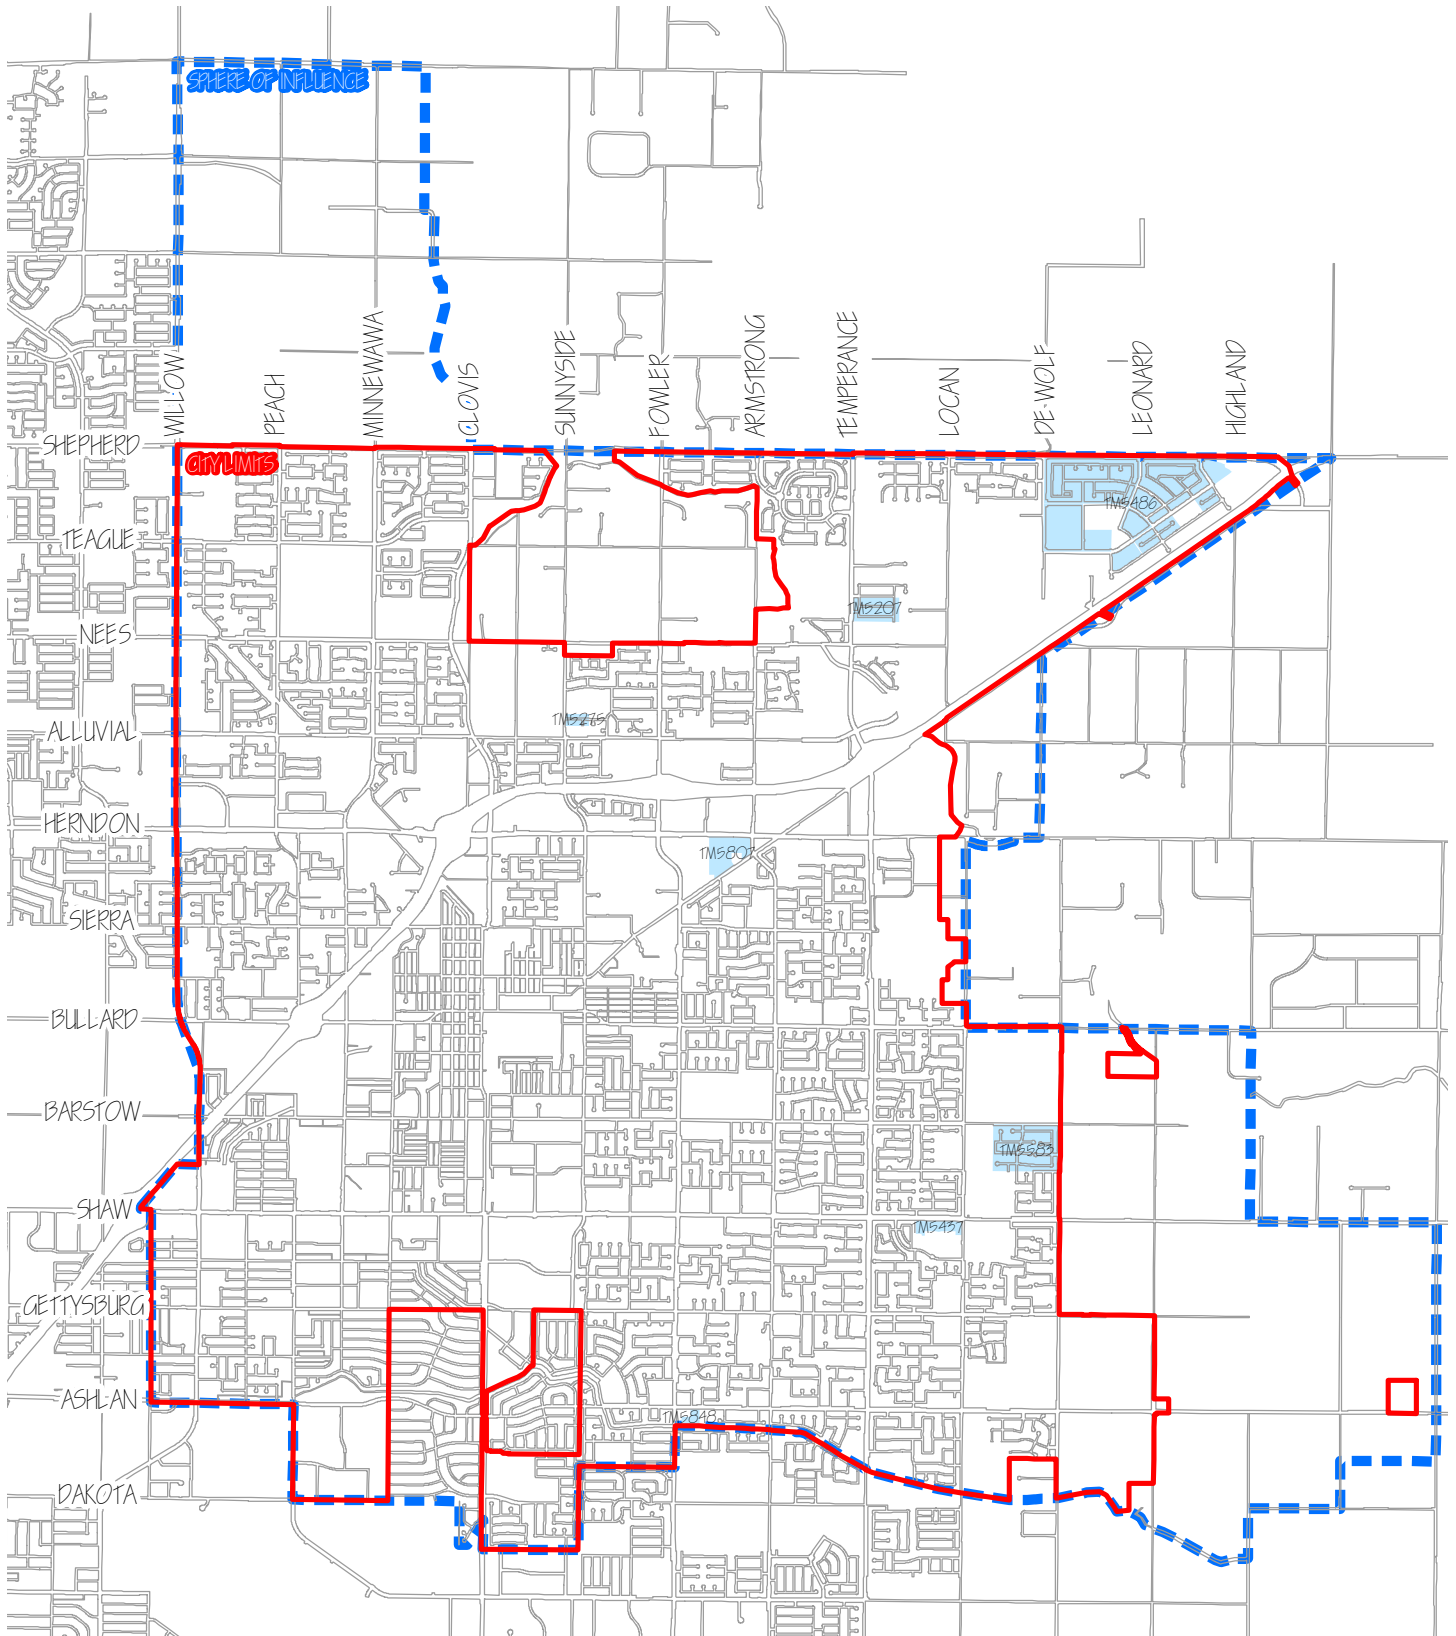 SPHERE OF INFLUENCE
WILLOW
PEACH
MINNEWAWA
CLOVIS
SUNNYSIDE
FOWLER
ARMSTRONG
TEMPERANCE
LOCAN
DE WOLF
LEONARD
HIGHLAND
SHEPHERD
CITY LIMITS
TM5486
TEAGUE
TM5207
NEES
TM5275
ALLUVIAL
HERNDON
TM5807
SIERRA
BULLARD
BARSTOW
TM5583
SHAW
TM5437
GETTYSBURG
ASHLAN
TM5848
DAKOTA